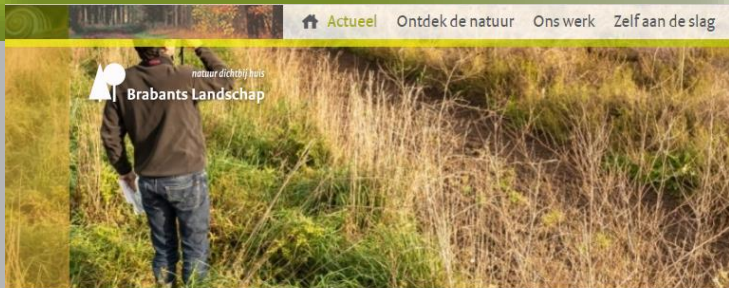 Actueel Ontdek de natuur Ons werk Zelf aan de slag
natuur dichtbij huis
Brabants Landschap